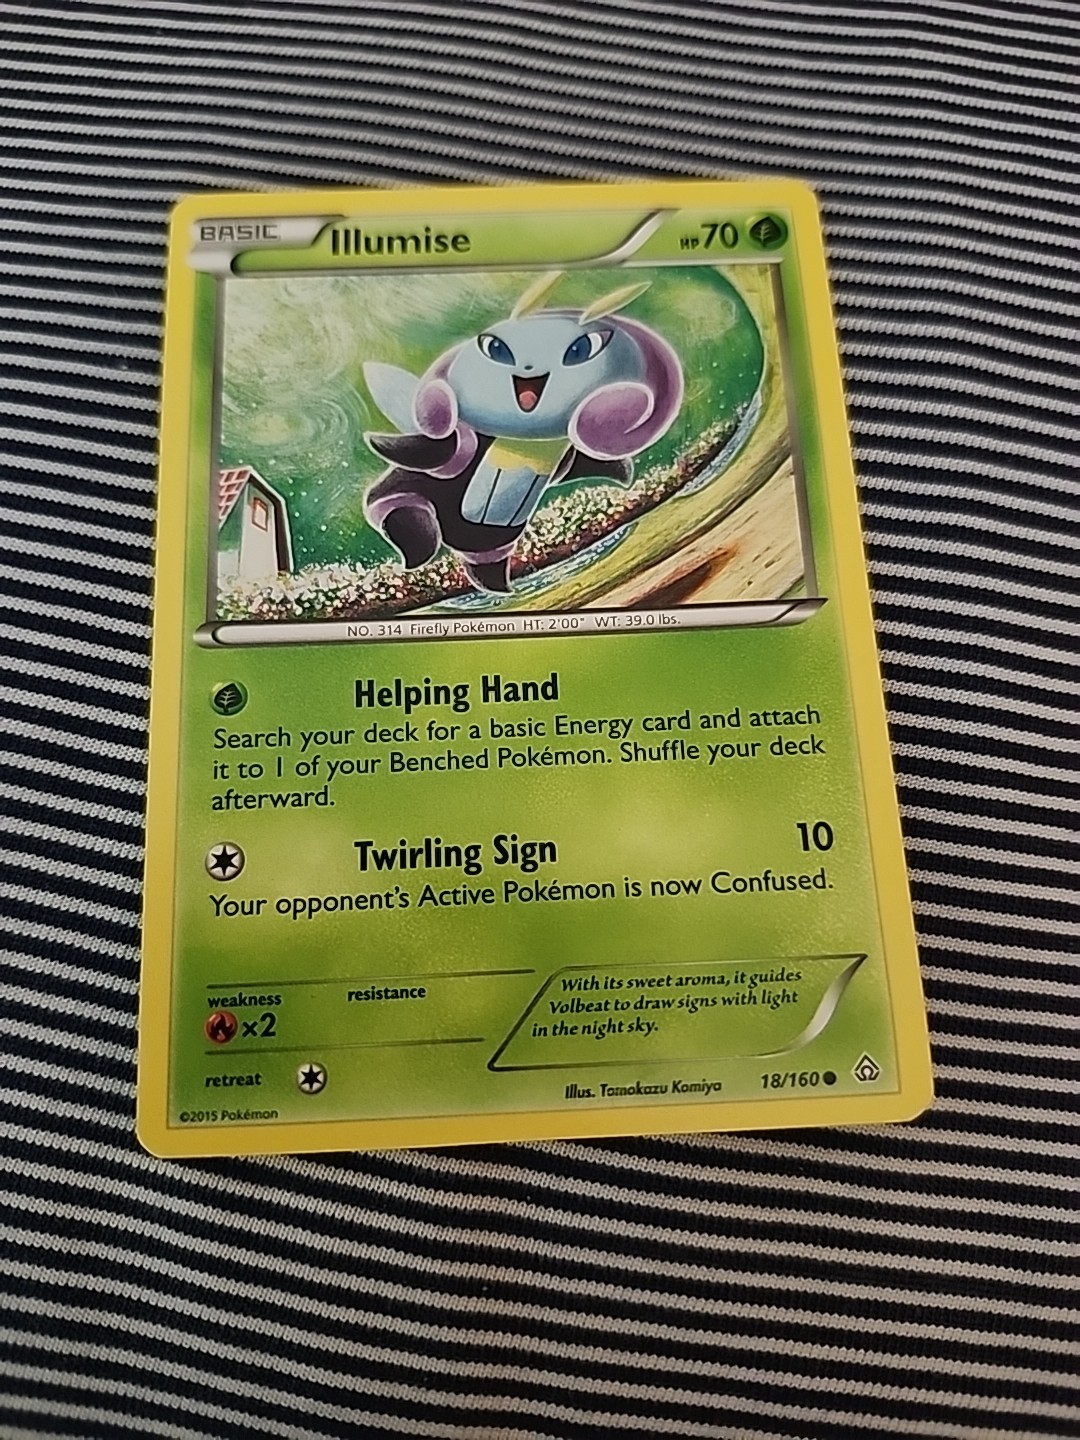 BASIC Illumise HP70
NO. 314 Firefly Pokémon HT: 2'00" WT: 39.0 lbs.
Helping Hand
Search your deck for a basic Energy card and attach
it to 1 of your Benched Pokémon. Shuffle your deck
afterward.
Twirling Sign 10
Your opponent's Active Pokémon is now Confused.
weakness resistance
×2
With its sweet aroma, it guides
Volbeat to draw signs with light
in the night sky.
retreat
Illus. Tomokazu Komiya 18/160
©2015 Pokémon